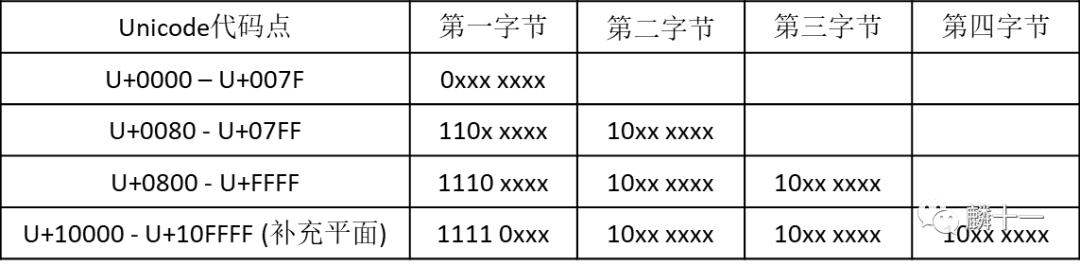 Unicode代码点 第一字节 第二字节 第三字节 第四字节
U+0000 – U+007F 0xxx xxxx
U+0080 - U+07FF 110x xxxx 10xx xxxx
U+0800 - U+FFFF 1110 xxxx 10xx xxxx 10xx xxxx
麟十一
U+10000 - U+10FFFF (补充平面) 1111 0xxx 10xx xxxx 10xx xxxx 10xx xxxx